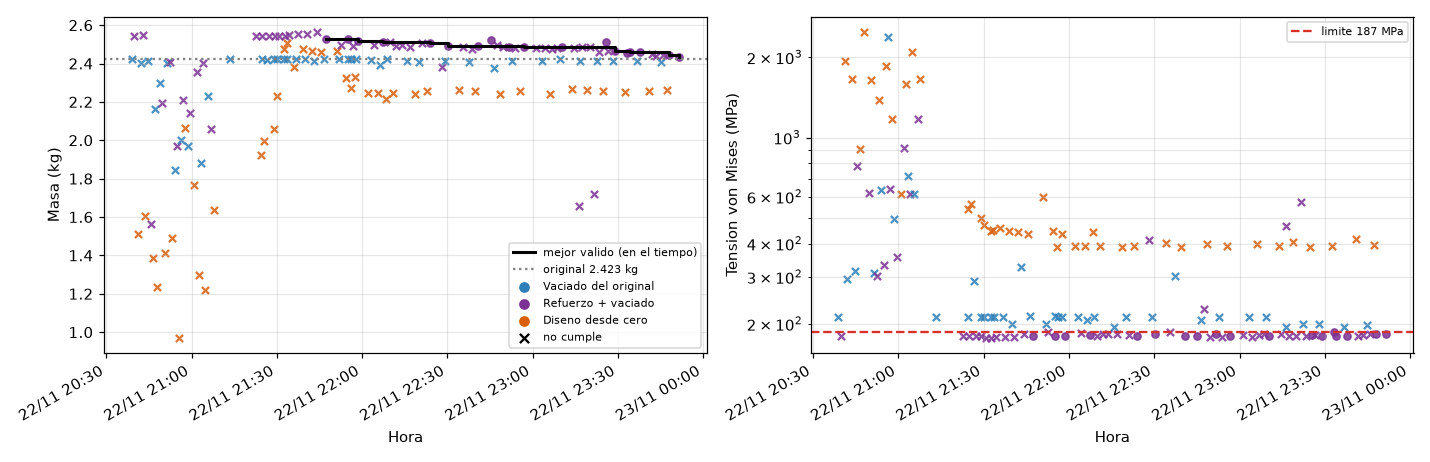 2.6
2.4
2.2
2.0
1.8
1.6
1.4
1.2
1.0
Masa (kg)
22/11 20:30
22/11 21:00
22/11 21:30
22/11 22:00
22/11 22:30
22/11 23:00
22/11 23:30
23/11 00:00
Hora
mejor valido (en el tiempo)
original 2.423 kg
Vaciado del original
Refuerzo + vaciado
Diseno desde cero
no cumple
2 × 10³
10³
6 × 10²
4 × 10²
3 × 10²
2 × 10²
Tension von Mises (MPa)
22/11 20:30
22/11 21:00
22/11 21:30
22/11 22:00
22/11 22:30
22/11 23:00
22/11 23:30
23/11 00:00
Hora
limite 187 MPa